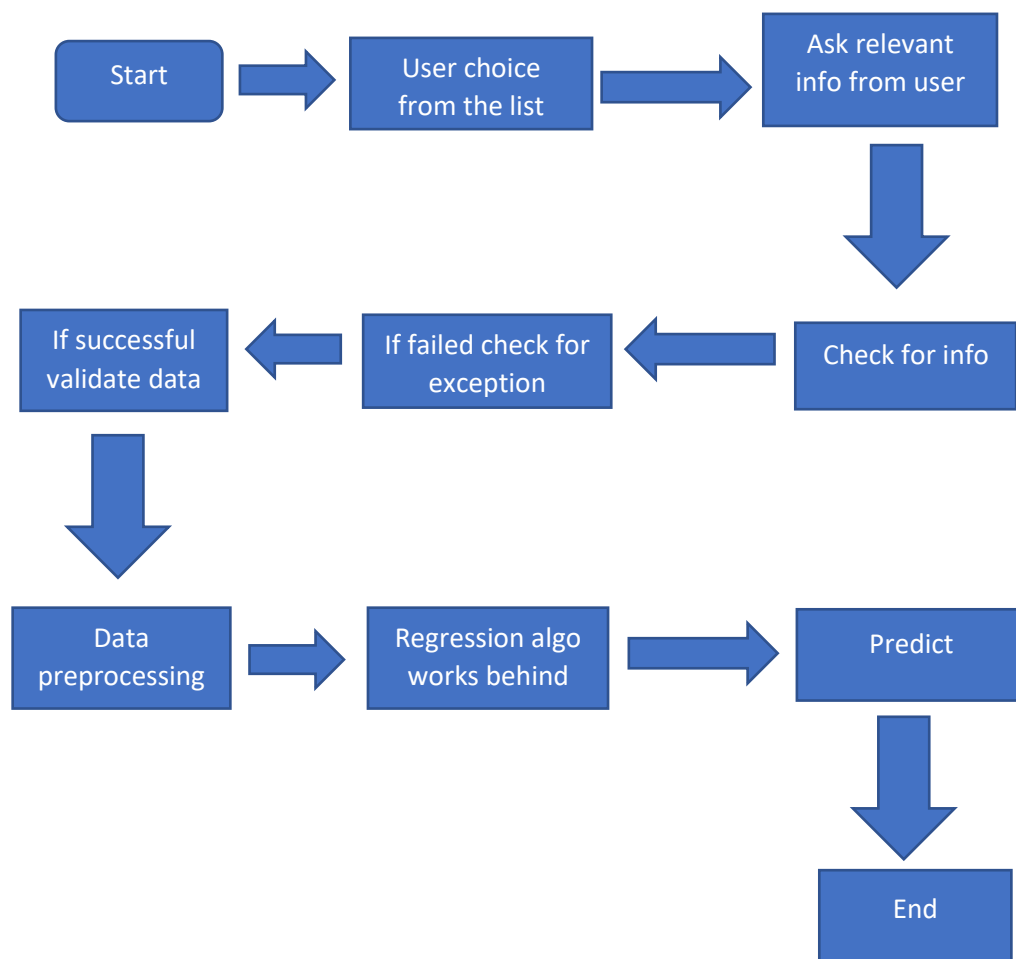 Start
User choice
from the list
Ask relevant
info from user
If successful
validate data
If failed check for
exception
Check for info
Data
preprocessing
Regression algo
works behind
Predict
End